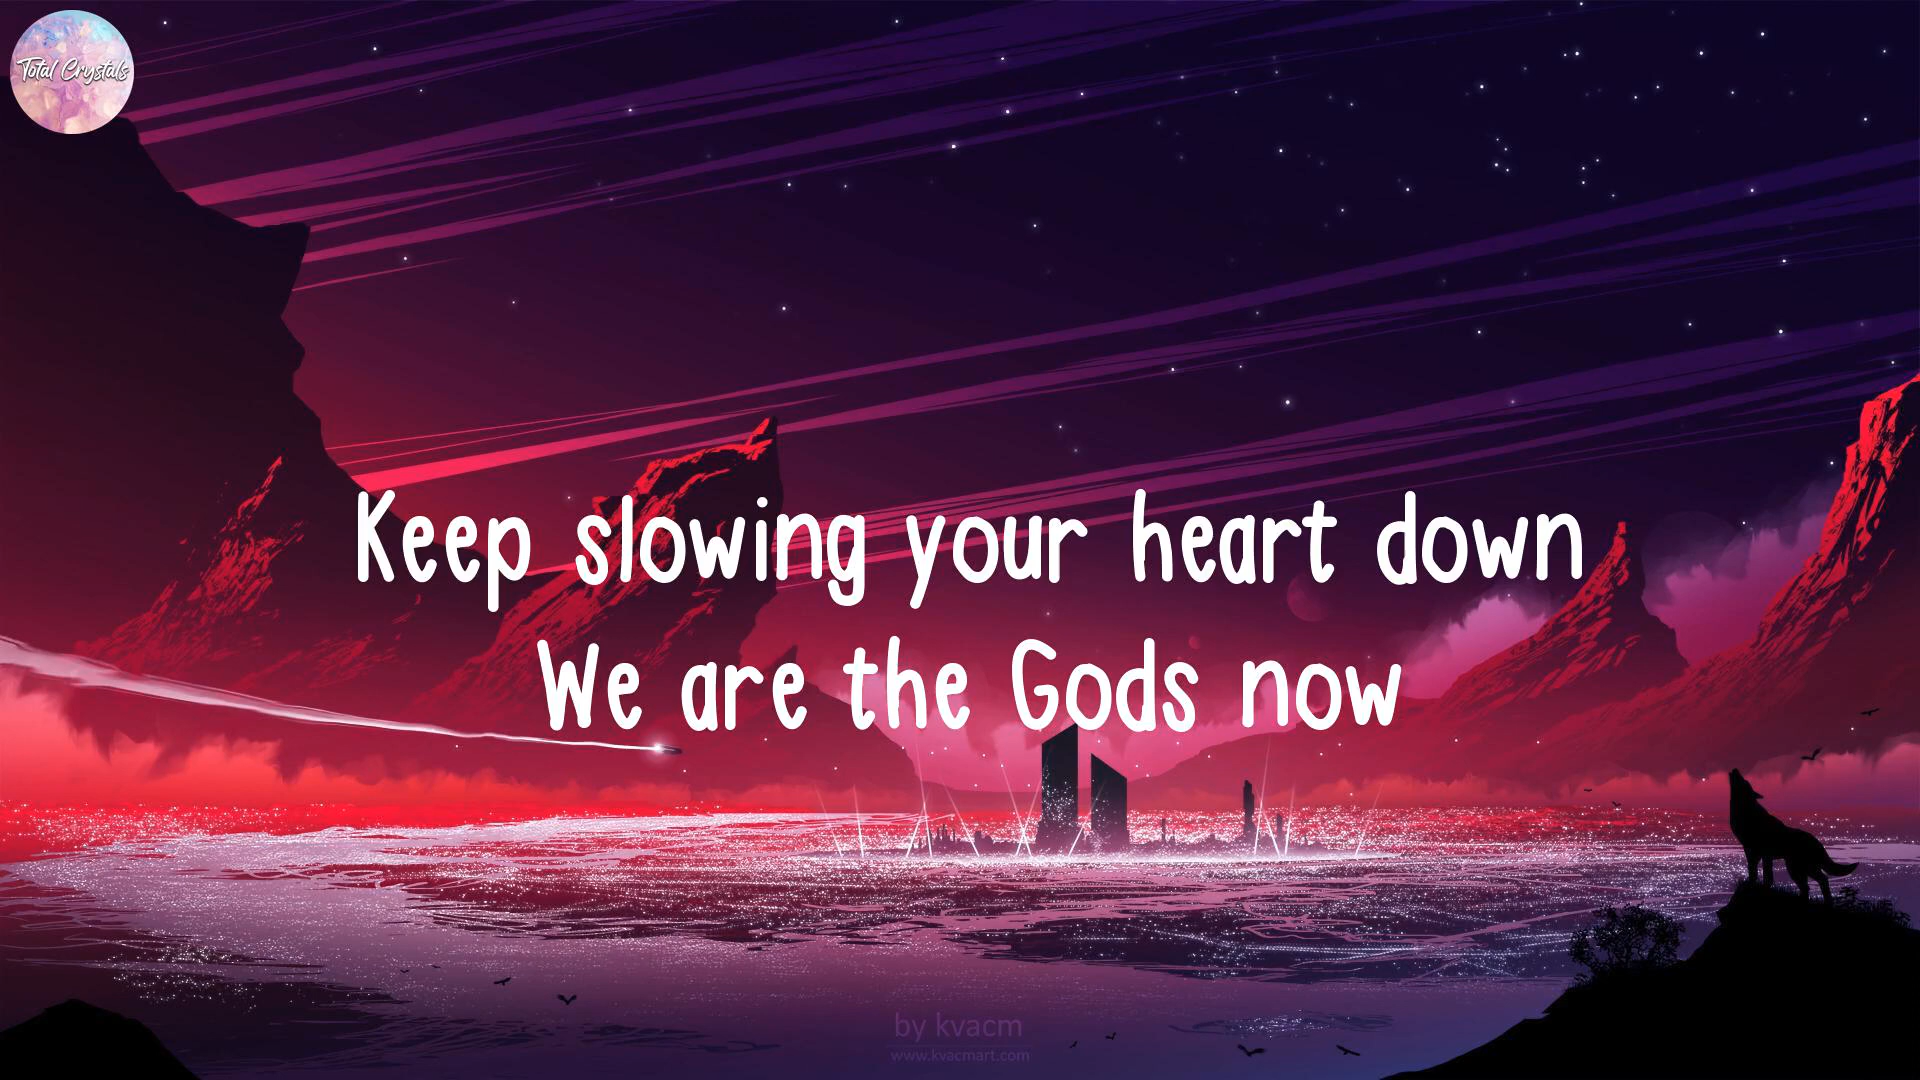 Total Crystals
Keep slowing your heart down
We are the Gods now
by kvacm
www.kvacmart.com